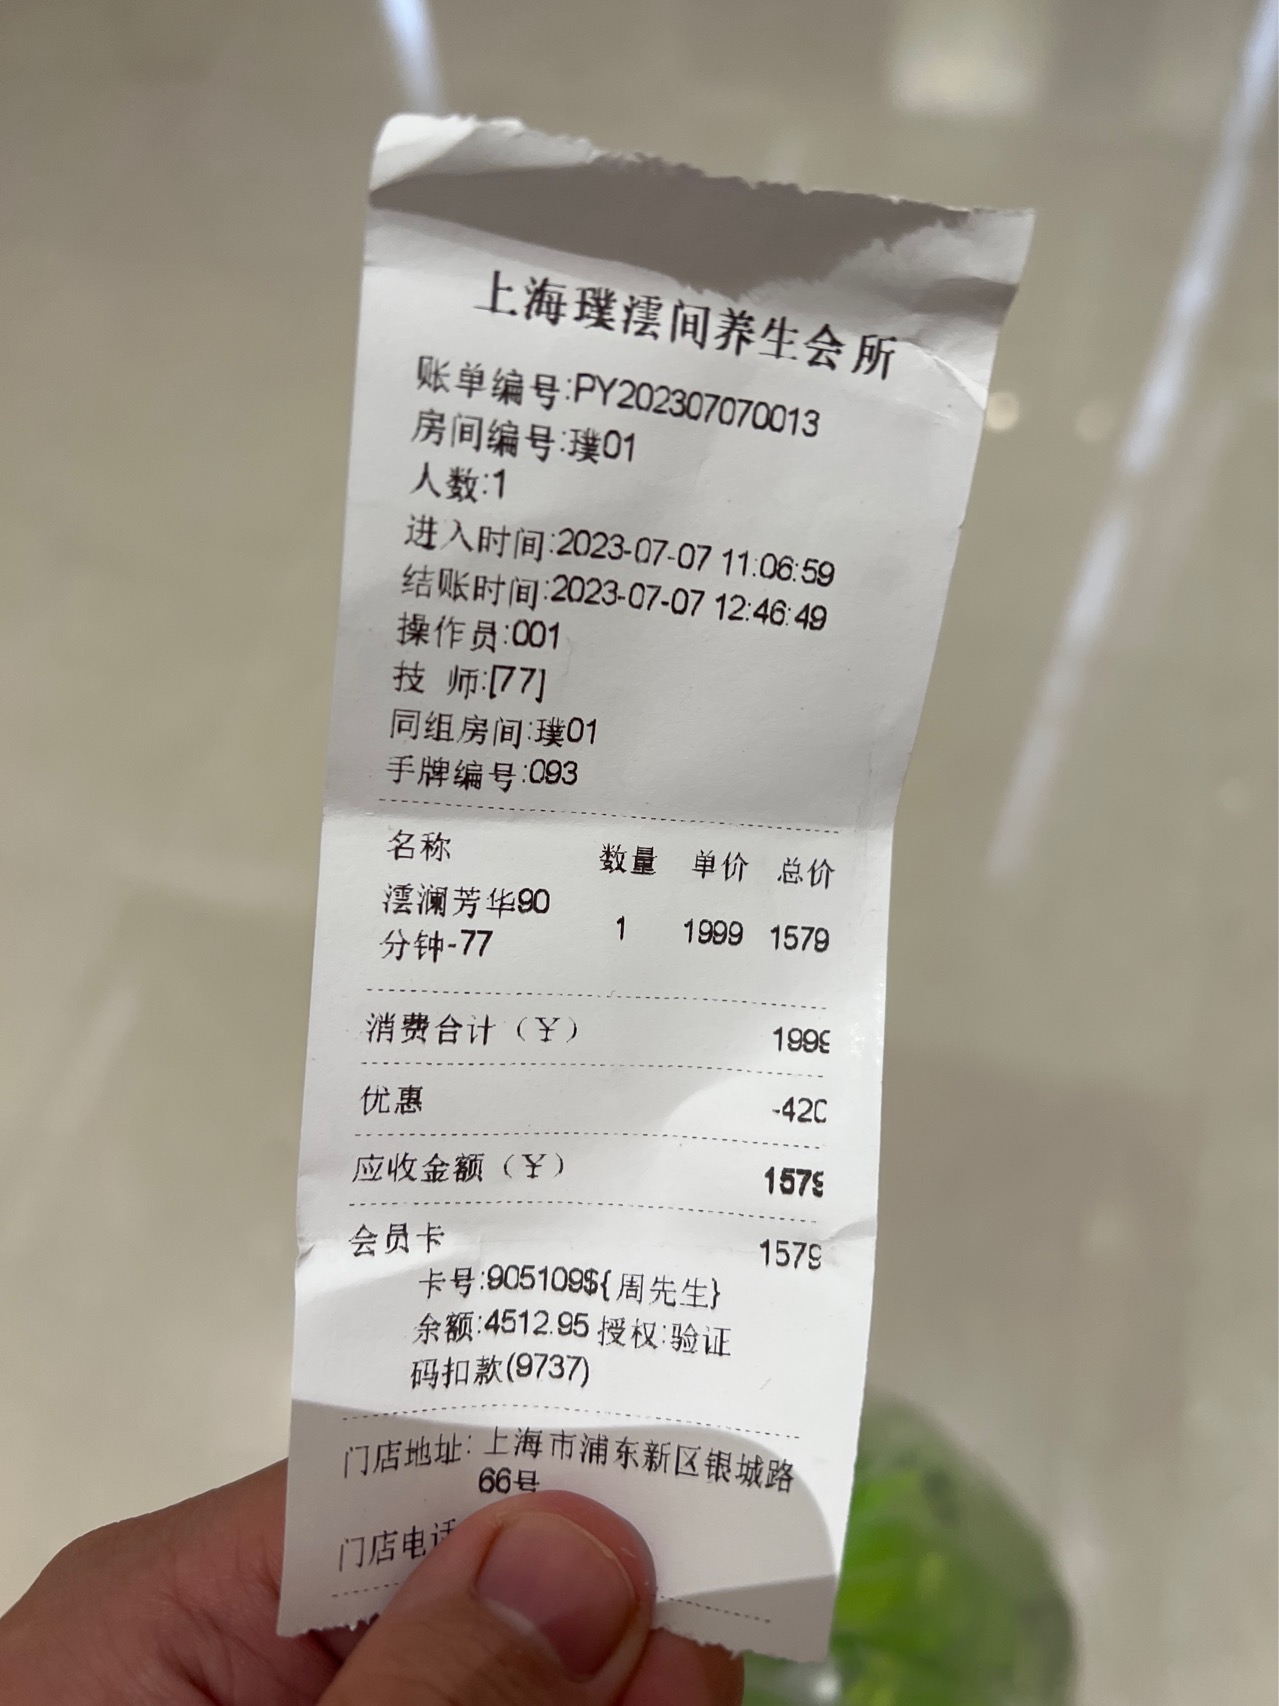 上海璞澐间养生会所
账单编号:PY202307070013
房间编号:璞01
人数:1
进入时间:2023-07-07 11:06:59
结账时间:2023-07-07 12:46:49
操作员:001
技 师:[77]
同组房间:璞01
手牌编号:093
名称 数量 单价 总价
澐澜芳华90
分钟-77 1 1999 1579
消费合计（¥） 1999
优惠 -420
应收金额（¥） 1579
会员卡 1579
卡号:905109${周先生}
余额:4512.95 授权:验证
码扣款(9737)
门店地址: 上海市浦东新区银城路
66号
门店电话